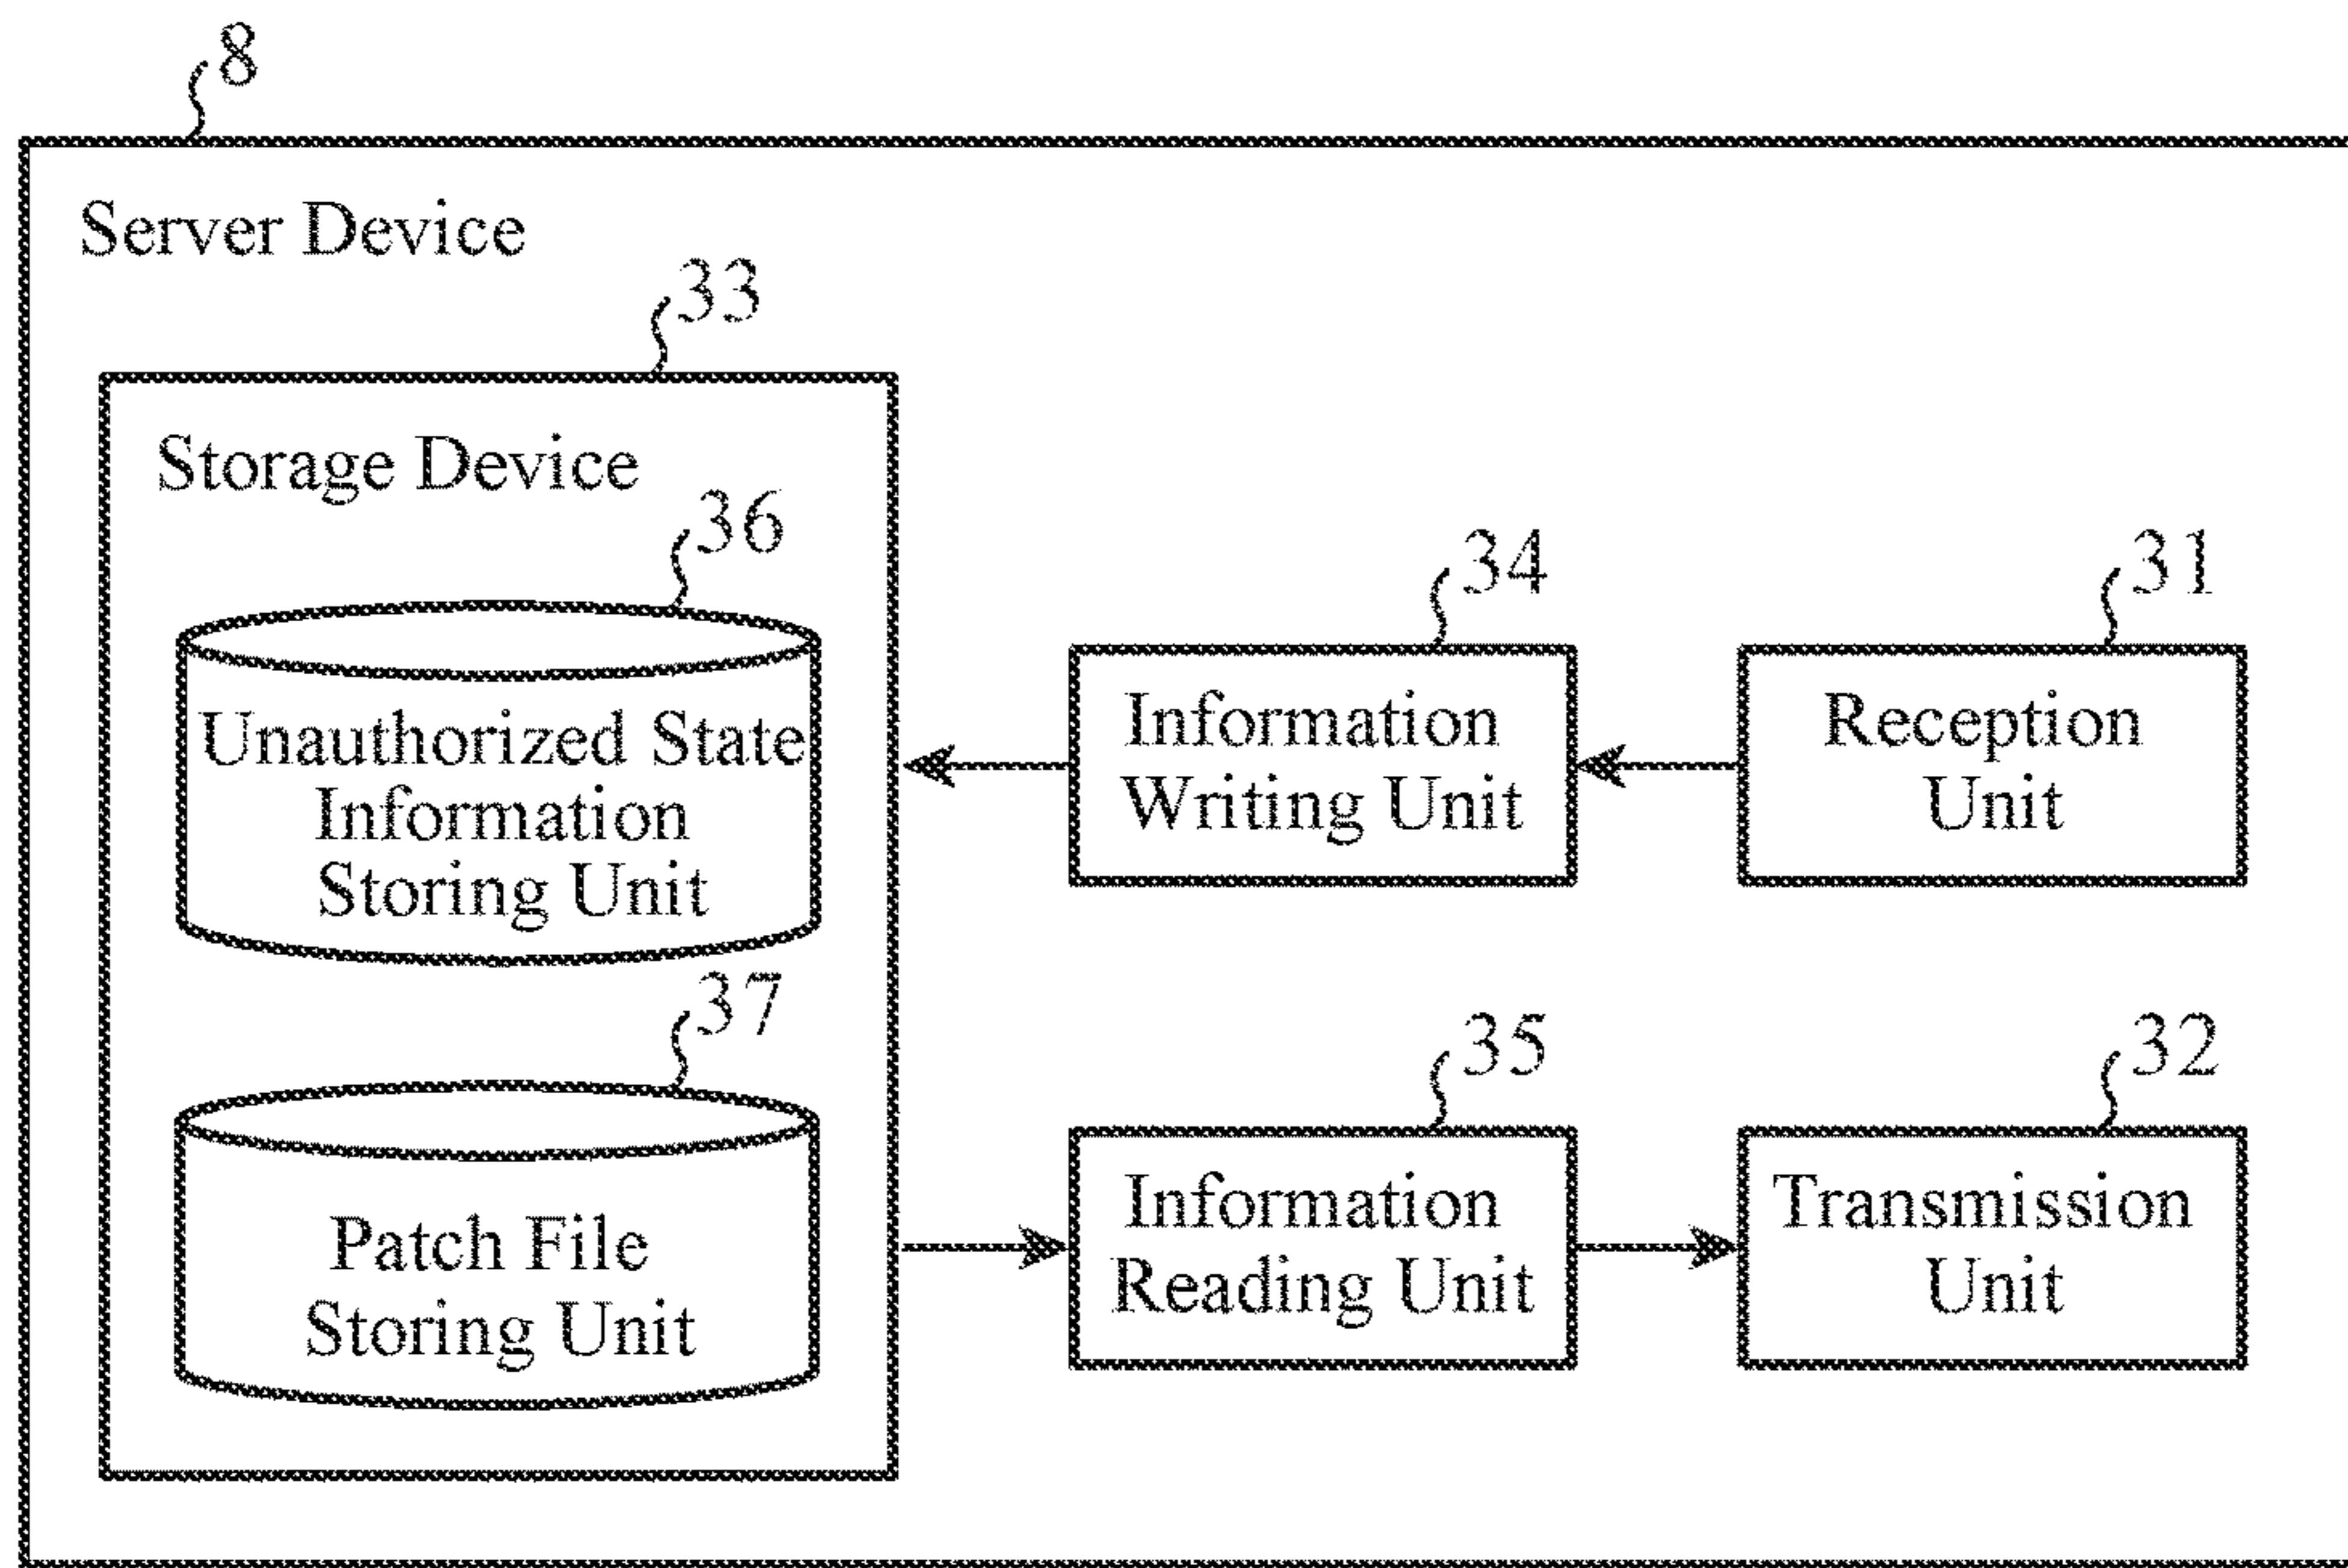 8
Server Device
33
Storage Device
36
Unauthorized State
Information
Storing Unit
34
Information
Writing Unit
31
Reception
Unit
37
Patch File
Storing Unit
35
Information
Reading Unit
32
Transmission
Unit